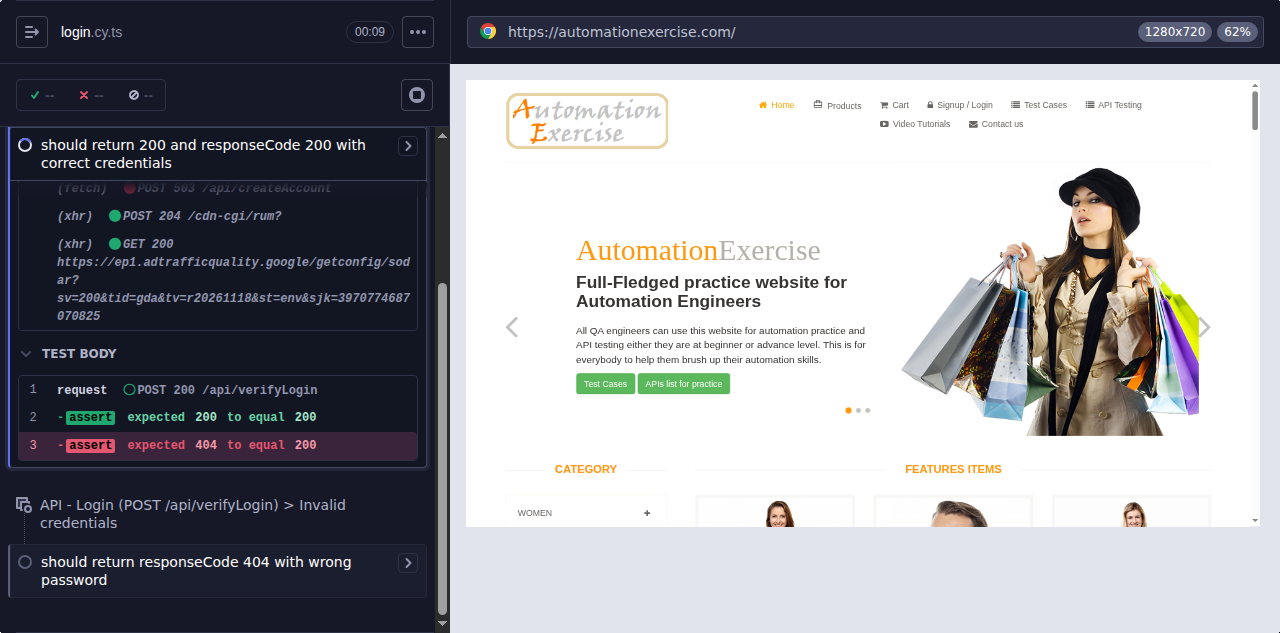 login.cy.ts
00:09
--
--
--
should return 200 and responseCode 200 with
correct credentials
(fetch) POST 503 /api/createAccount
(xhr) POST 204 /cdn-cgi/rum?
(xhr) GET 200
https://ep1.adtrafficquality.google/getconfig/sod
ar?
sv=200&tid=gda&tv=r20261118&st=env&sjk=3970774687
070825
TEST BODY
1 request POST 200 /api/verifyLogin
2 -assert expected 200 to equal 200
3 -assert expected 404 to equal 200
API - Login (POST /api/verifyLogin) > Invalid
credentials
should return responseCode 404 with wrong
password
https://automationexercise.com/
1280x720
62%
Automation
Exercise
Home
Products
Cart
Signup / Login
Test Cases
API Testing
Video Tutorials
Contact us
AutomationExercise
Full-Fledged practice website for
Automation Engineers
All QA engineers can use this website for automation practice and
API testing either they are at beginner or advance level. This is for
everybody to help them brush up their automation skills.
Test Cases
APIs list for practice
CATEGORY
FEATURES ITEMS
WOMEN